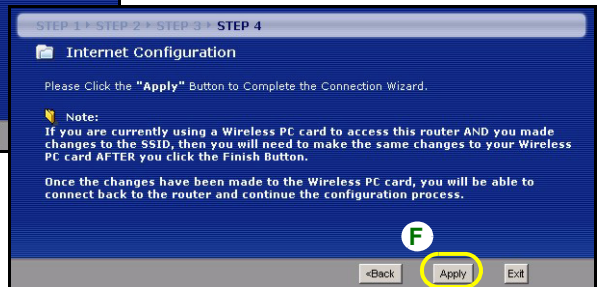 STEP 1 STEP 2 STEP 3 STEP 4
Internet Configuration
Please Click the "Apply" Button to Complete the Connection Wizard.
Note:
If you are currently using a Wireless PC card to access this router AND you made
changes to the SSID, then you will need to make the same changes to your Wireless
PC card AFTER you click the Finish Button.
Once the changes have been made to the Wireless PC card, you will be able to
connect back to the router and continue the configuration process.
F
<Back Apply Exit